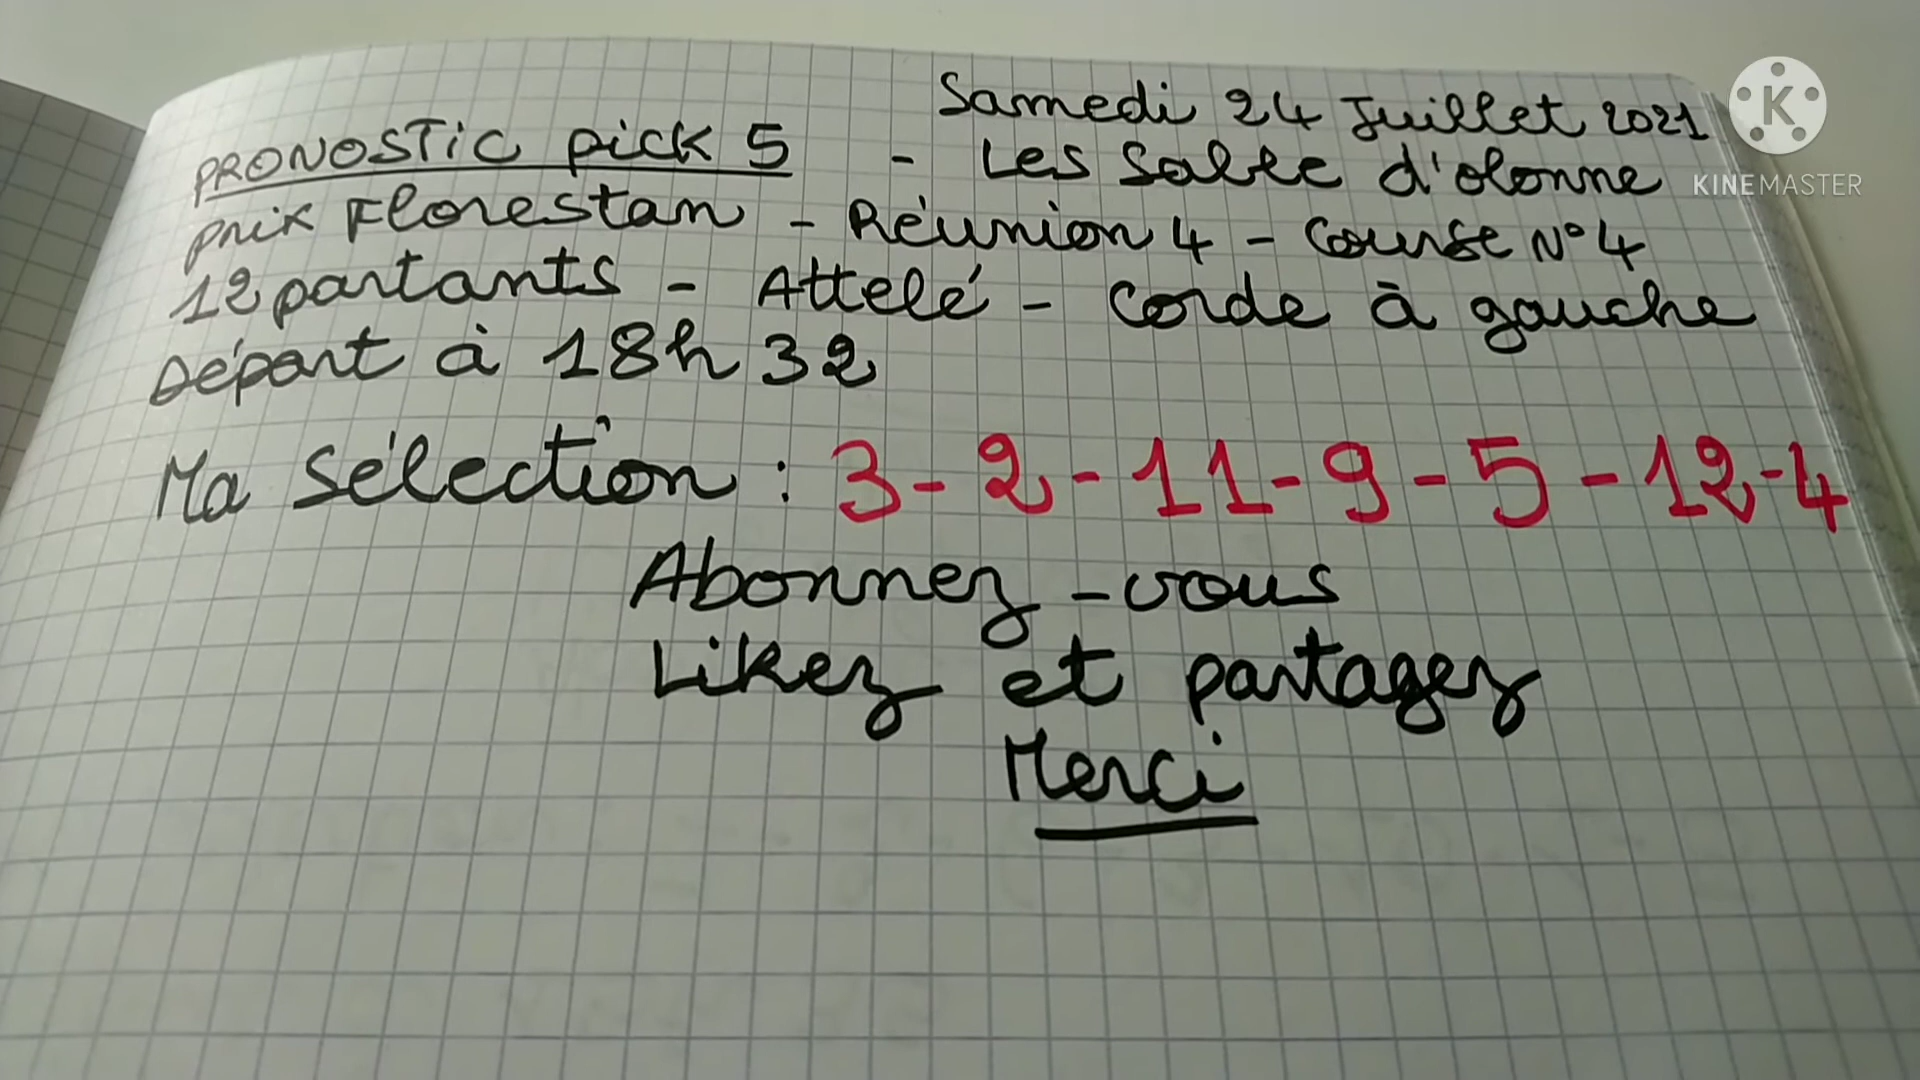 Samedi 24 Juillet 2021
PRONOSTIC pick 5 - Les Sable d'olonne
prix Florestan - Réunion 4 - Course N°4
12 partants - Attelé - Corde à gauche
Départ à 18h32
Ma sélection : 3-2-11-9-5-12-4
Abonnez-vous
Likez et partagez
Merci
K
KINEMASTER